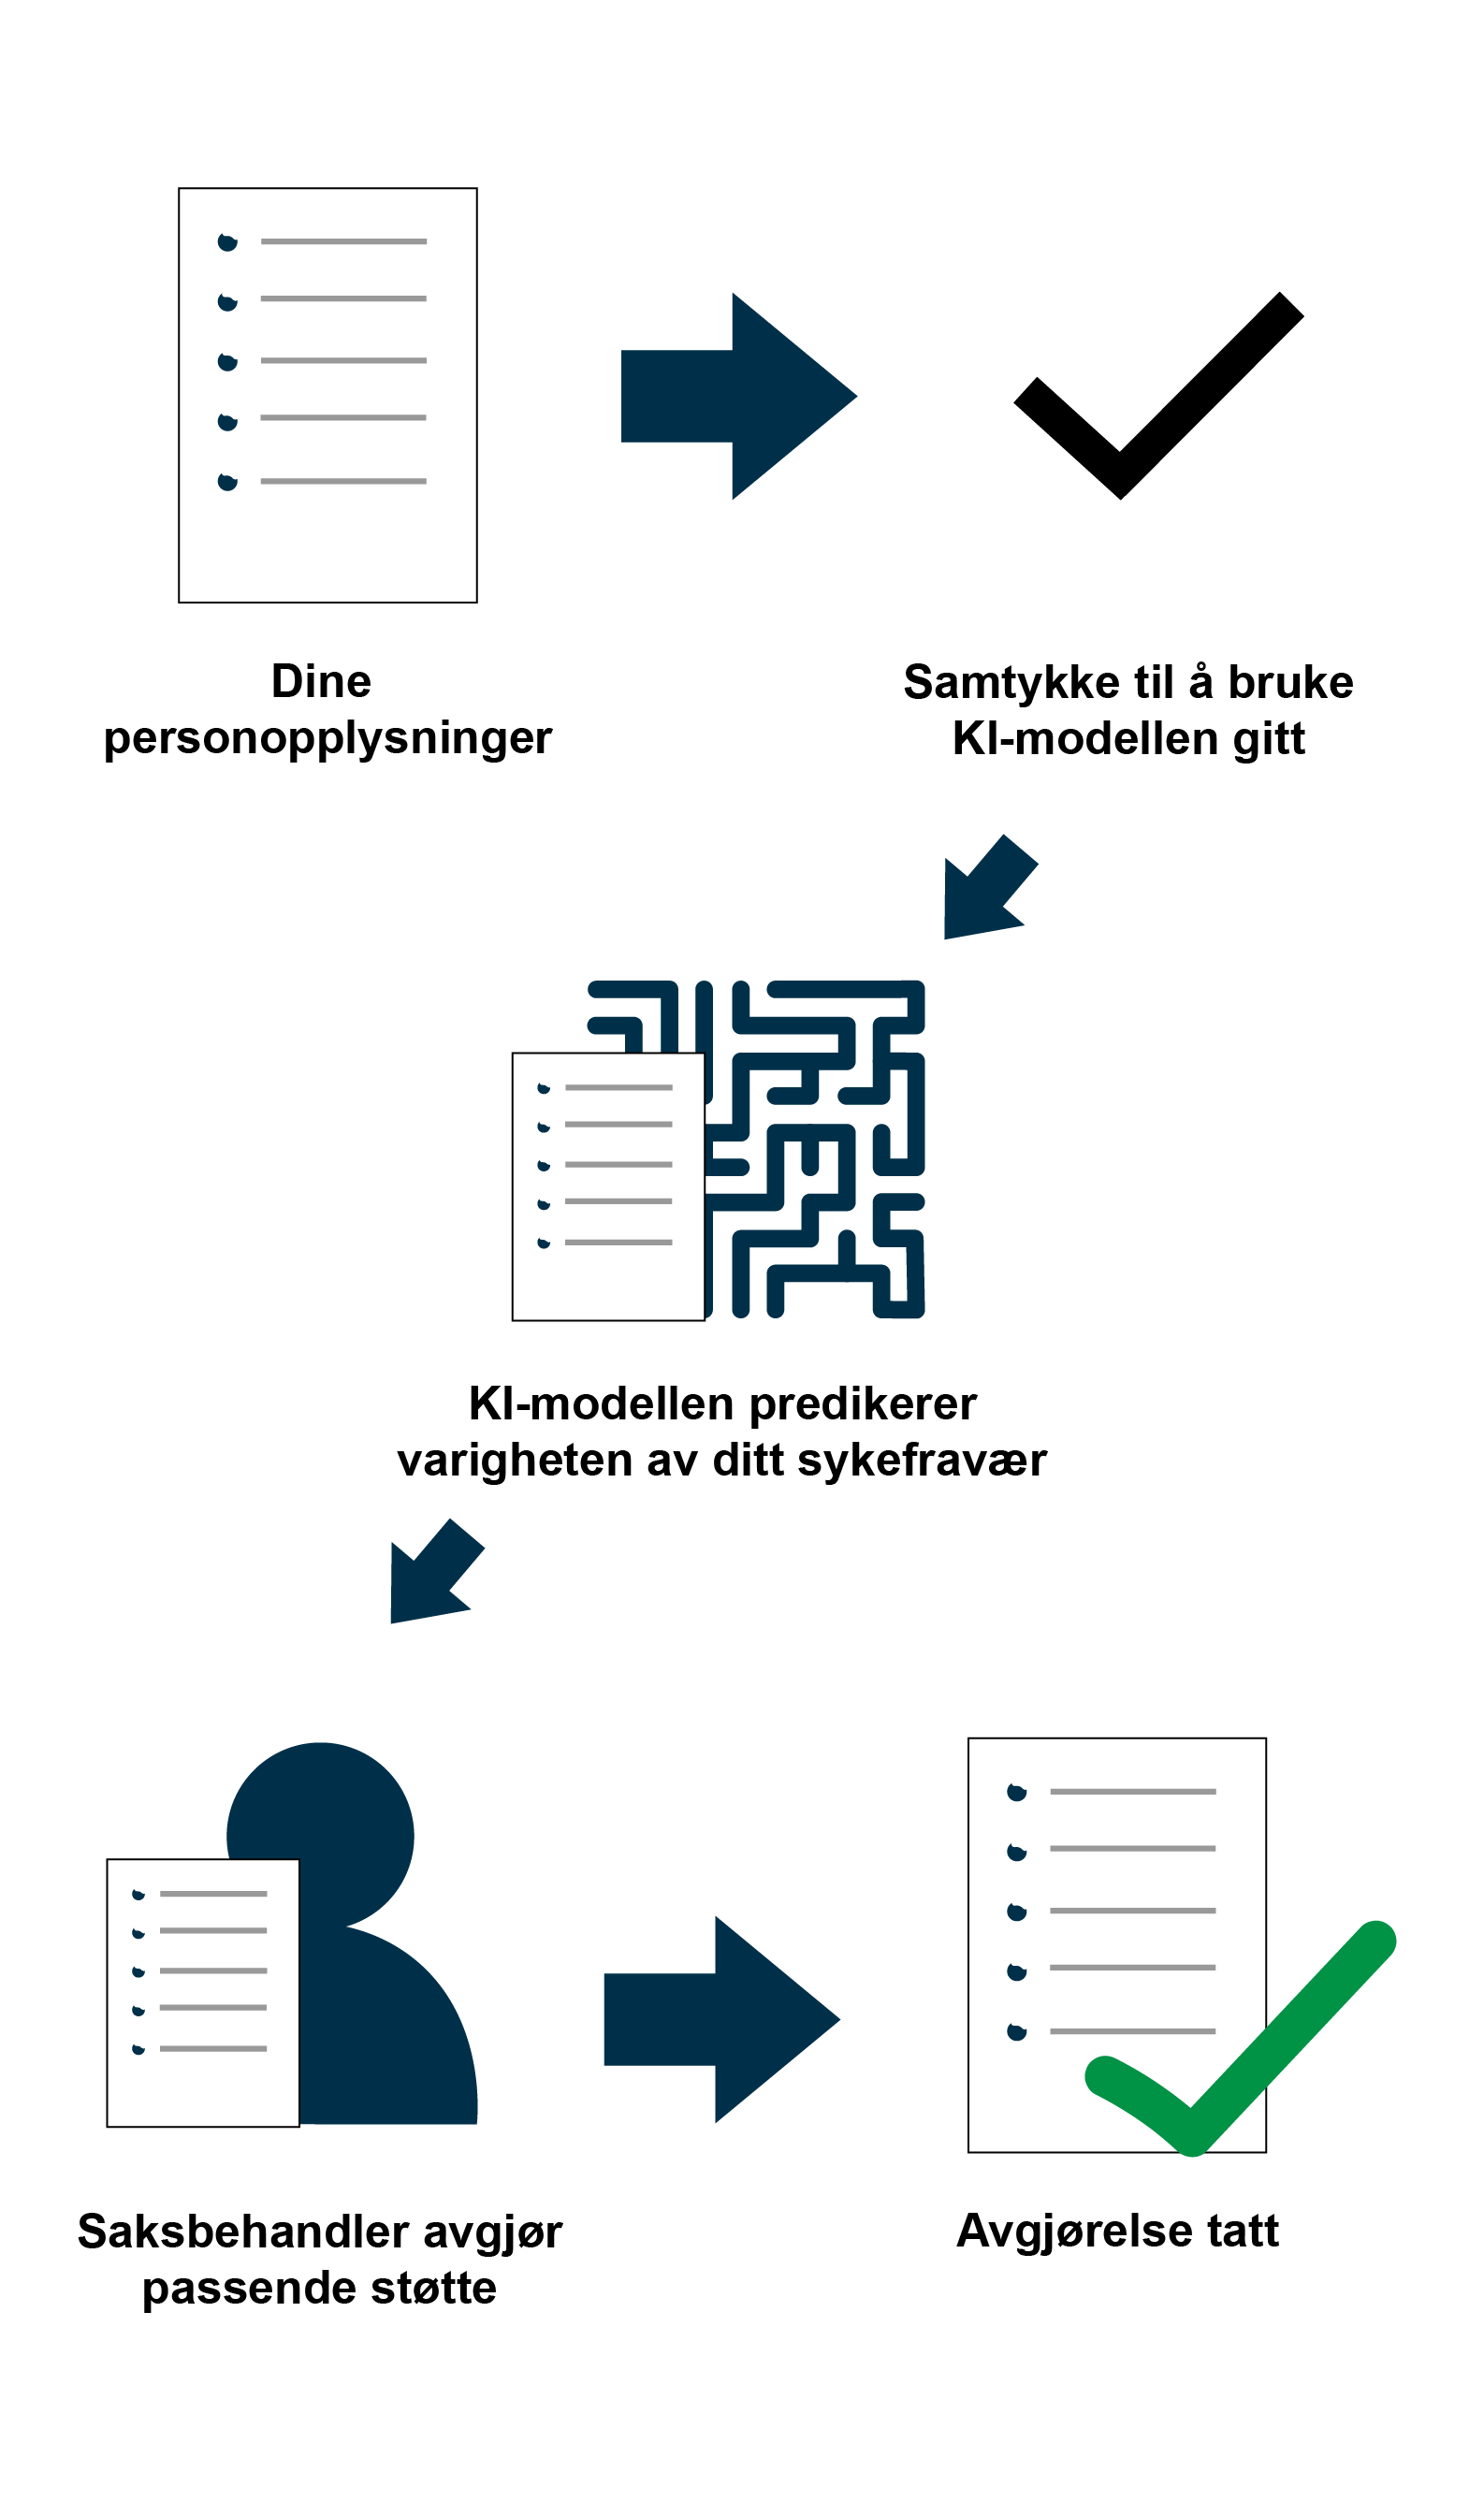 Dine
personopplysninger
Samtykke til å bruke
KI-modellen gitt
KI-modellen predikerer
varigheten av ditt sykefravær
Saksbehandler avgjør
passende støtte
Avgjørelse tatt